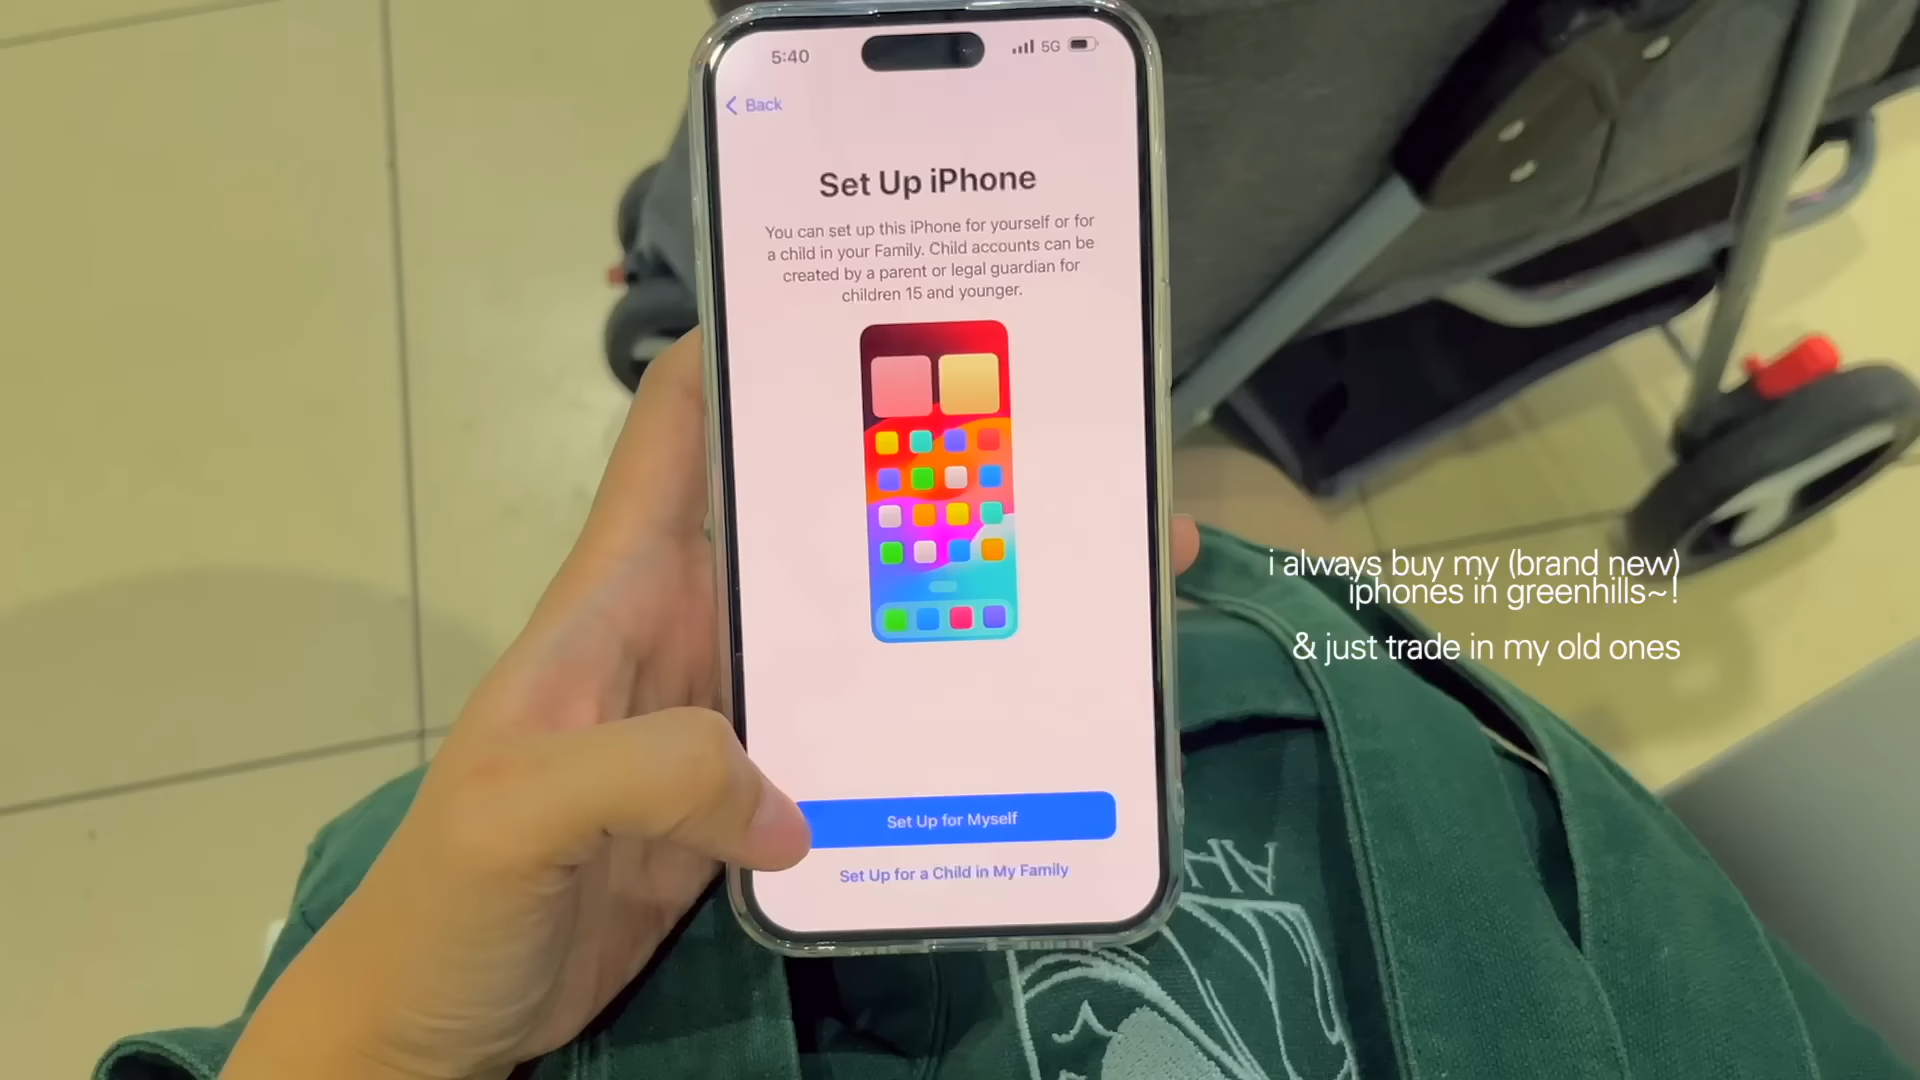 5:40
5G
Back
Set Up iPhone
You can set up this iPhone for yourself or for
a child in your Family. Child accounts can be
created by a parent or legal guardian for
children 15 and younger.
i always buy my (brand new)
iphones in greenhills~!
& just trade in my old ones
Set Up for Myself
Set Up for a Child in My Family